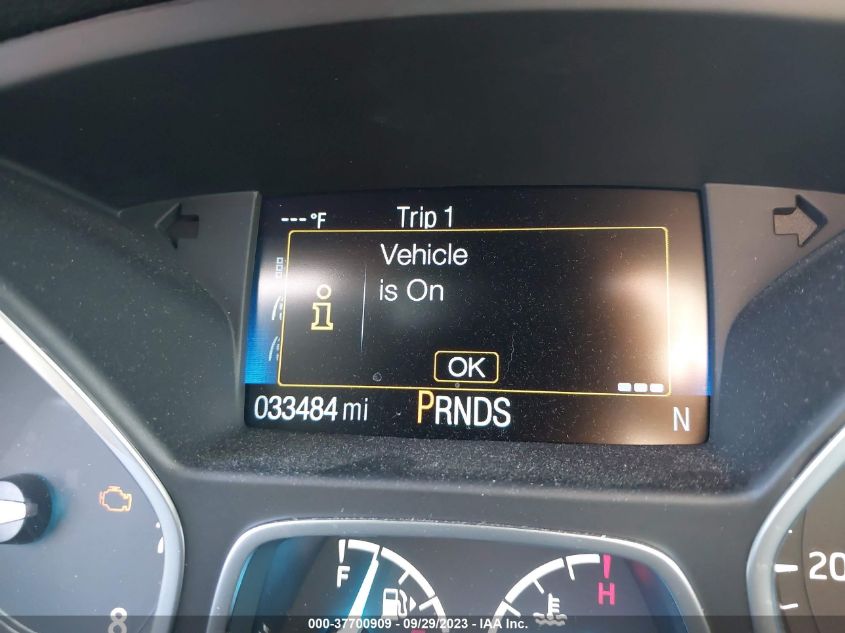 --- °F Trip 1
Vehicle
is On
OK
033484 mi PRNDS N
F H
20
8
000-37700909 - 09/29/2023 - IAA Inc.